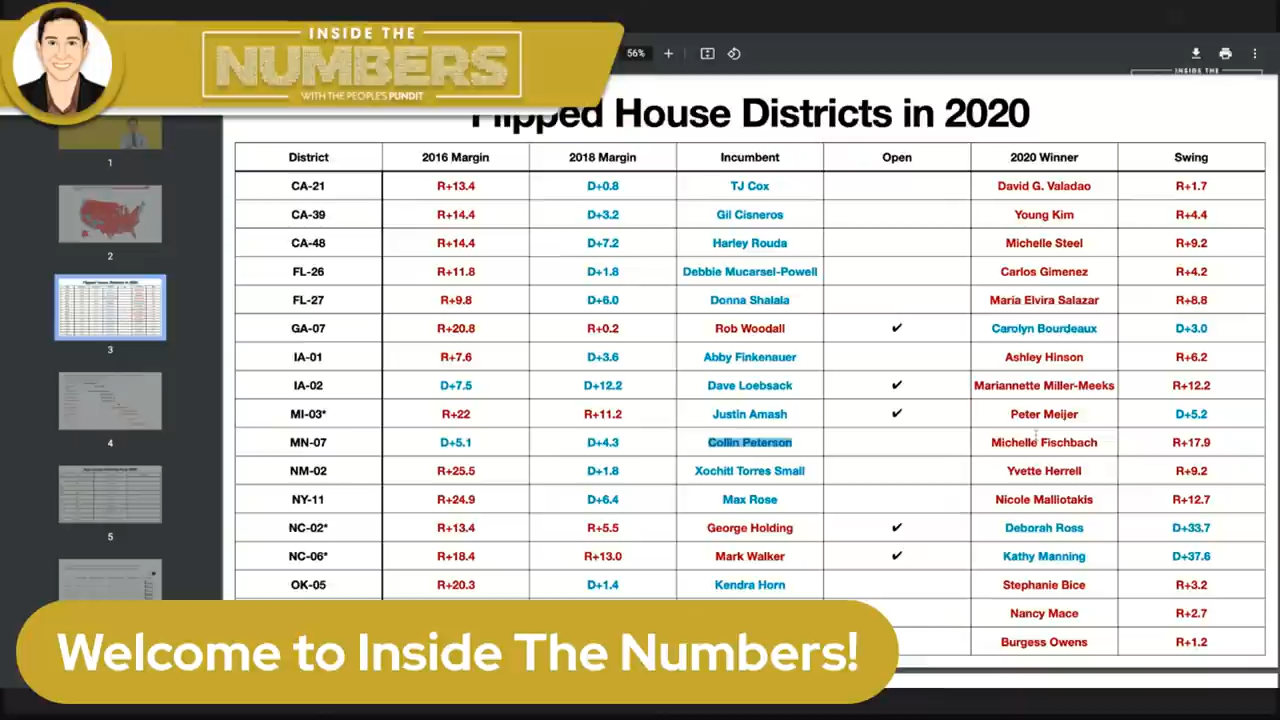 INSIDE THE
NUMBERS
WITH THE PEOPLE'S PUNDIT
56%
INSIDE THE
Flipped House Districts in 2020
District 2016 Margin 2018 Margin Incumbent Open 2020 Winner Swing
CA-21 R+13.4 D+0.8 TJ Cox David G. Valadao R+1.7
CA-39 R+14.4 D+3.2 Gil Cisneros Young Kim R+4.4
CA-48 R+14.4 D+7.2 Harley Rouda Michelle Steel R+9.2
FL-26 R+11.8 D+1.8 Debbie Mucarsel-Powell Carlos Gimenez R+4.2
FL-27 R+9.8 D+6.0 Donna Shalala Maria Elvira Salazar R+8.8
GA-07 R+20.8 R+0.2 Rob Woodall ✔ Carolyn Bourdeaux D+3.0
IA-01 R+7.6 D+3.6 Abby Finkenauer Ashley Hinson R+6.2
IA-02 D+7.5 D+12.2 Dave Loebsack ✔ Mariannette Miller-Meeks R+12.2
MI-03* R+22 R+11.2 Justin Amash ✔ Peter Meijer D+5.2
MN-07 D+5.1 D+4.3 Collin Peterson Michelle Fischbach R+17.9
NM-02 R+25.5 D+1.8 Xochitl Torres Small Yvette Herrell R+9.2
NY-11 R+24.9 D+6.4 Max Rose Nicole Malliotakis R+12.7
NC-02* R+13.4 R+5.5 George Holding ✔ Deborah Ross D+33.7
NC-06* R+18.4 R+13.0 Mark Walker ✔ Kathy Manning D+37.6
OK-05 R+20.3 D+1.4 Kendra Horn Stephanie Bice R+3.2
Nancy Mace R+2.7
Burgess Owens R+1.2
1
2
3
4
5
Welcome to Inside The Numbers!